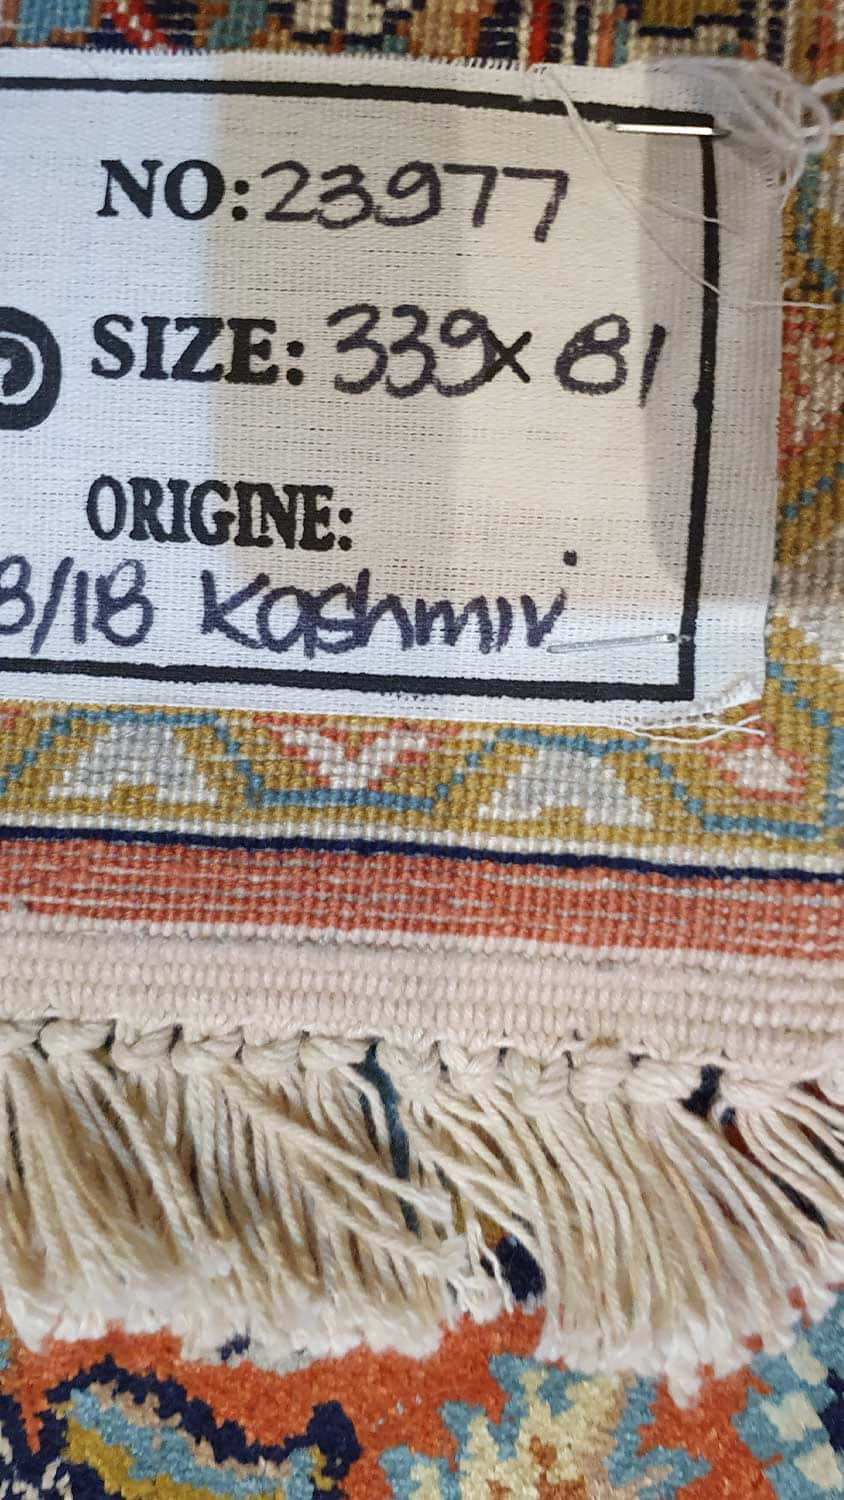 NO: 23977
SIZE: 339x 81
ORIGINE:
8/18 Kashmir